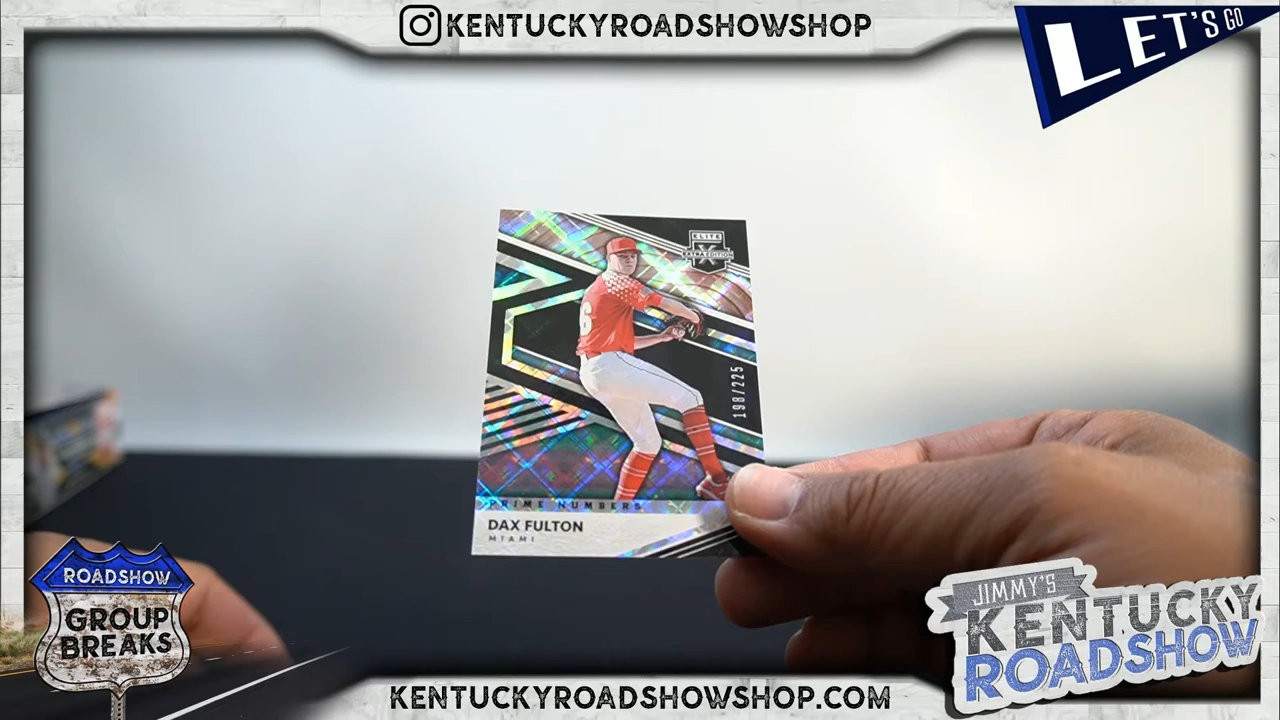 KENTUCKYROADSHOWSHOP
LET'S GO
ELITE
X
EXTRA EDITION
6
198/225
PRIME NUMBERS
DAX FULTON
MIAMI
ROADSHOW
GROUP
BREAKS
JIMMY'S
KENTUCKY
ROADSHOW
KENTUCKYROADSHOWSHOP.COM